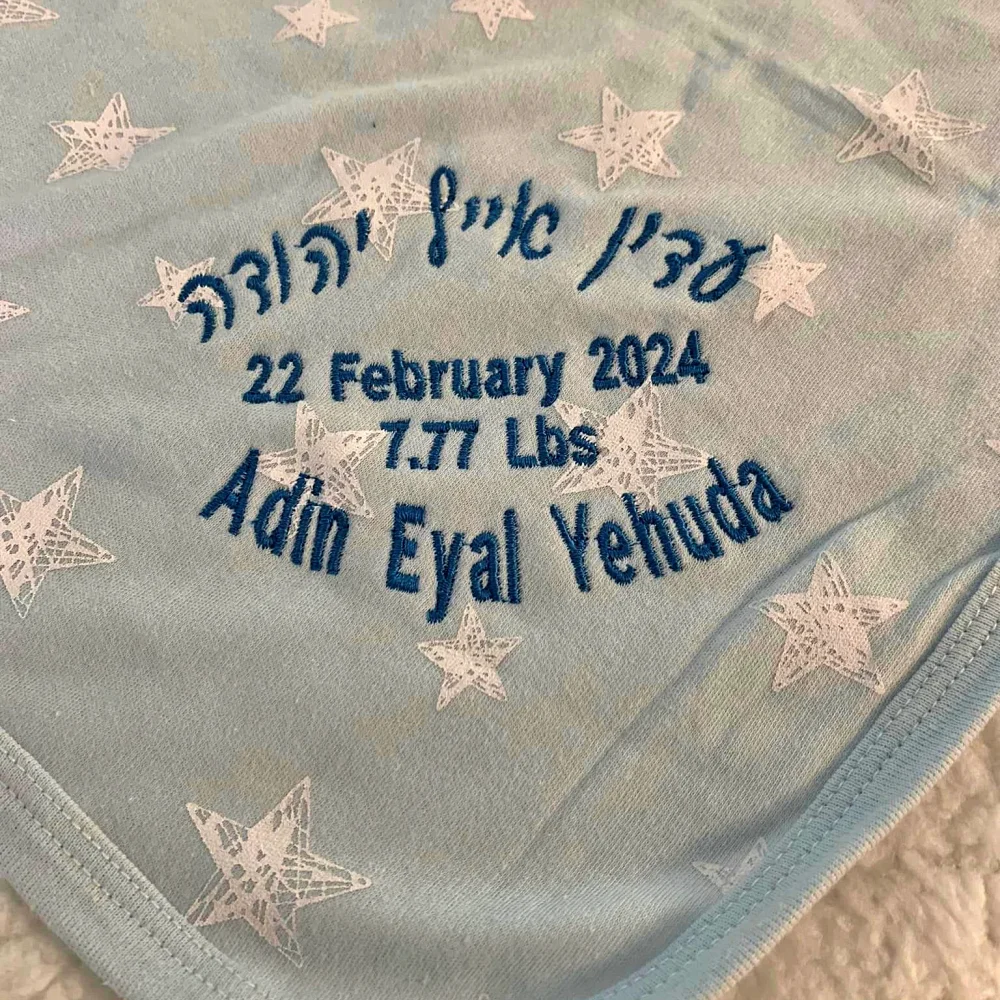 עדין אייל יהודה
22 February 2024
7.77 Lbs
Adin Eyal Yehuda